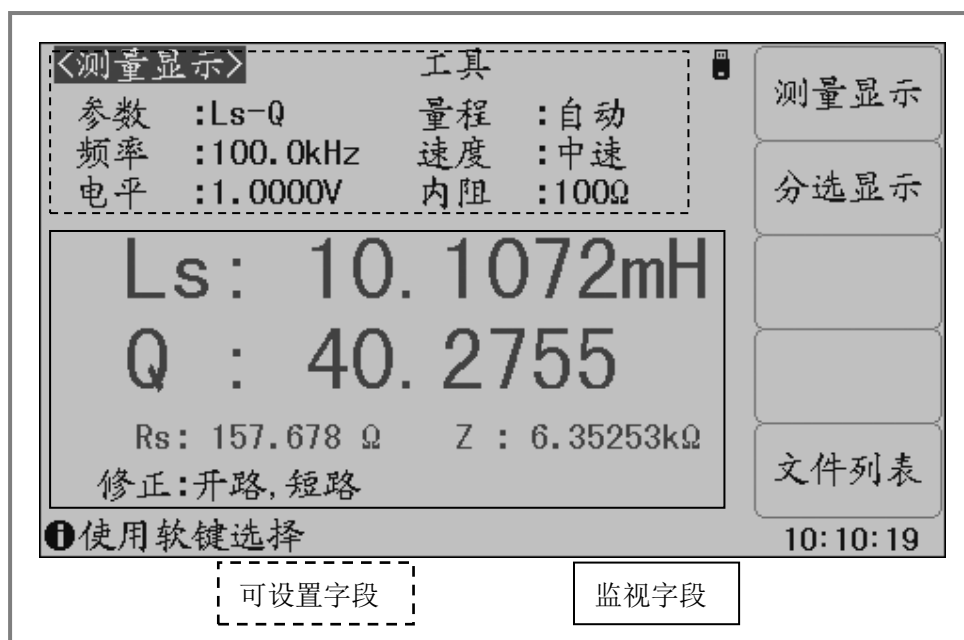 <测量显示> 工具
参数 :Ls-Q 量程 :自动
频率 :100.0kHz 速度 :中速
电平 :1.0000V 内阻 :100Ω
Ls: 10.1072mH
Q : 40.2755
Rs: 157.678 Ω Z : 6.35253kΩ
修正:开路,短路
使用软键选择
测量显示
分选显示
文件列表
10:10:19
可设置字段 监视字段